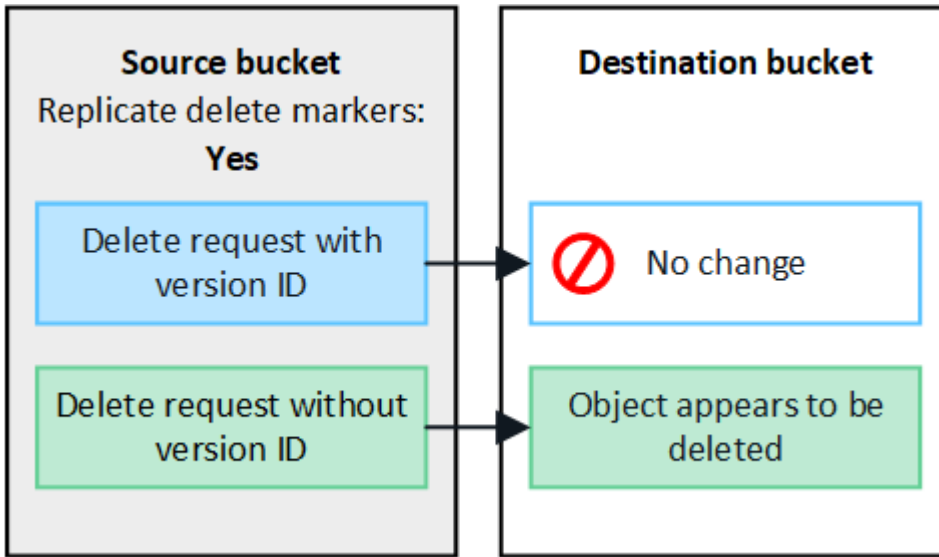 Source bucket
Replicate delete markers:
Yes
Delete request with
version ID
Delete request without
version ID
Destination bucket
No change
Object appears to be
deleted